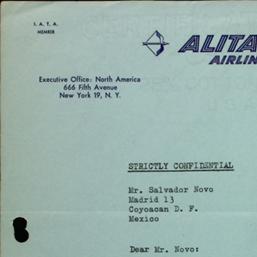 I. A. T. A.
MEMBER
ALITA
AIRLIN
Executive Office: North America
666 Fifth Avenue
New York 19, N. Y.
STRICTLY CONFIDENTIAL
Mr. Salvador Novo
Madrid 13
Coyoacan D. F.
Mexico
Dear Mr. Novo: